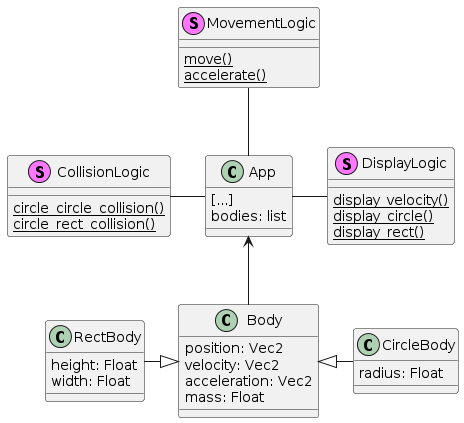 S MovementLogic
move()
accelerate()
S CollisionLogic
circle_circle_collision()
circle_rect_collision()
C App
[...]
bodies: list
S DisplayLogic
display_velocity()
display_circle()
display_rect()
C RectBody
height: Float
width: Float
C Body
position: Vec2
velocity: Vec2
acceleration: Vec2
mass: Float
C CircleBody
radius: Float